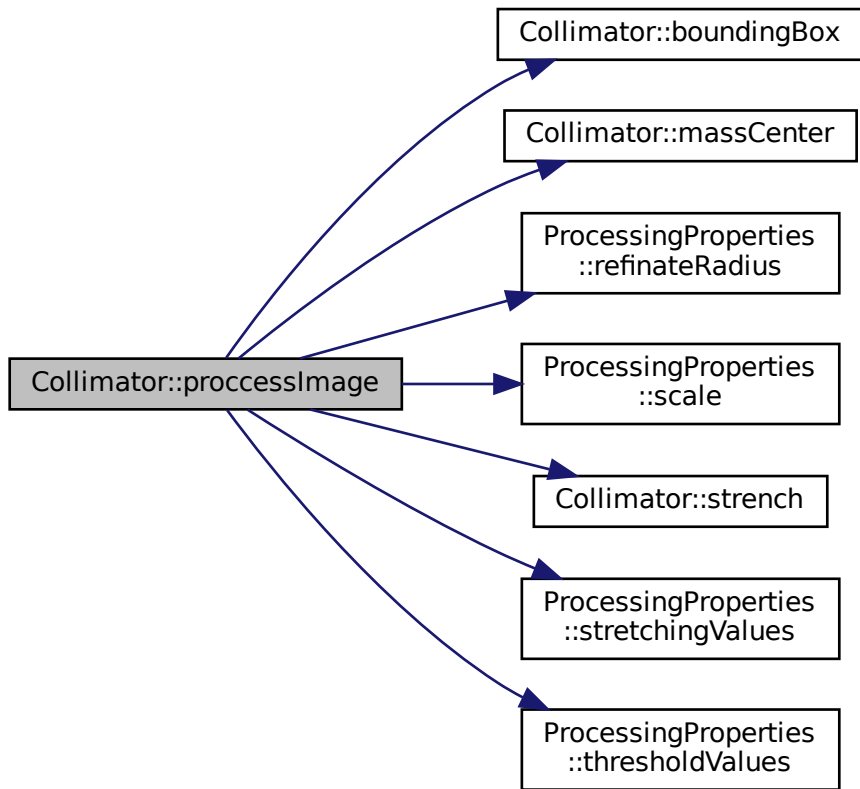 Collimator::boundingBox
Collimator::massCenter
ProcessingProperties
::refinateRadius
Collimator::proccessImage
ProcessingProperties
::scale
Collimator::strench
ProcessingProperties
::stretchingValues
ProcessingProperties
::thresholdValues